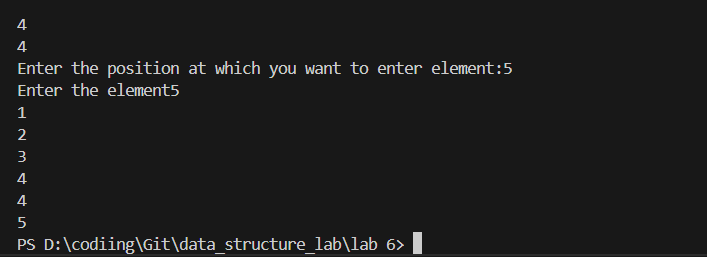 4
4
Enter the position at which you want to enter element:5
Enter the element5
1
2
3
4
4
5
PS D:\codiing\Git\data_structure_lab\lab 6>